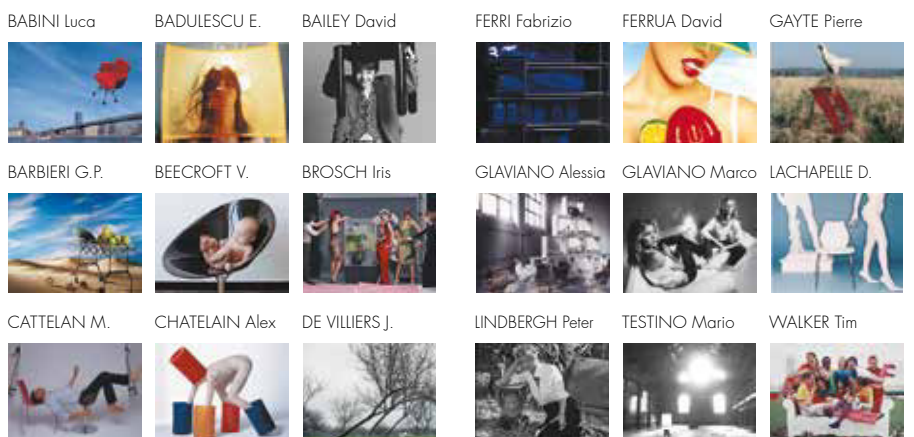 BABINI Luca BADULESCU E. BAILEY David FERRI Fabrizio FERRUA David GAYTE Pierre
BARBIERI G.P. BEECROFT V. BROSCH Iris GLAVIANO Alessia GLAVIANO Marco LACHAPELLE D.
CATTELAN M. CHATELAIN Alex DE VILLIERS J. LINDBERGH Peter TESTINO Mario WALKER Tim